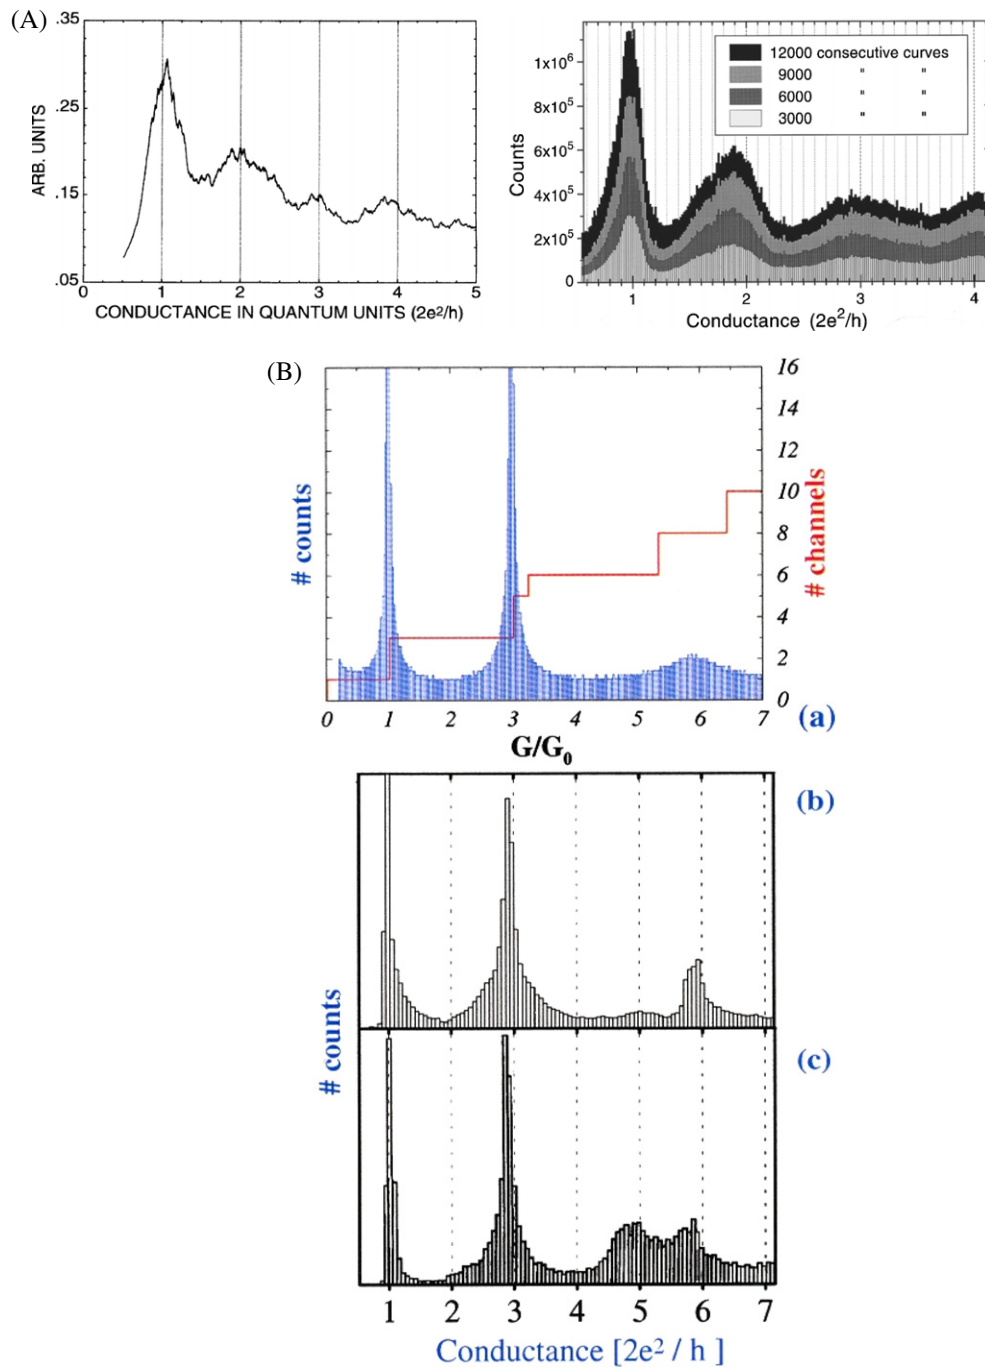 (A)
.35
.25
.15
.05
ARB. UNITS
0 1 2 3 4 5
CONDUCTANCE IN QUANTUM UNITS (2e²/h)
12000 consecutive curves
9000 " "
6000 " "
3000 " "
1x10⁶
8x10⁵
6x10⁵
4x10⁵
2x10⁵
0
Counts
1 2 3 4
Conductance (2e²/h)
(B)
# counts
16
14
12
10
8
6
4
2
0
# channels
0 1 2 3 4 5 6 7
G/G₀
(a)
(b)
(c)
# counts
1 2 3 4 5 6 7
Conductance [2e² / h ]